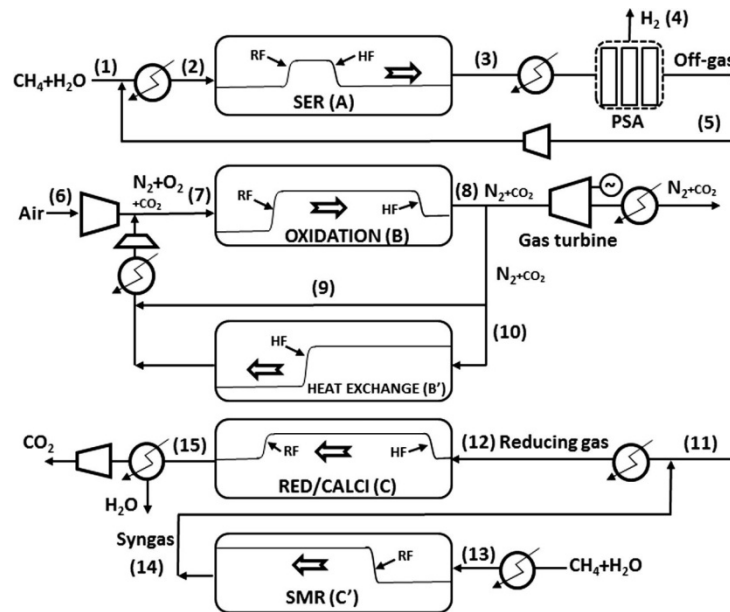 H₂ (4)
(1) (2) RF HF (3) Off-gas
CH₄+H₂O
SER (A)
PSA (5)
N₂+O₂
(6) +CO₂ (7) RF HF (8) N₂+CO₂ ~ N₂+CO₂
Air
OXIDATION (B)
Gas turbine
N₂+CO₂
(9)
HF (10)
HEAT EXCHANGE (B')
CO₂ (15) RF HF (12) Reducing gas (11)
RED/CALCI (C)
H₂O
Syngas
(14) RF (13) CH₄+H₂O
SMR (C')